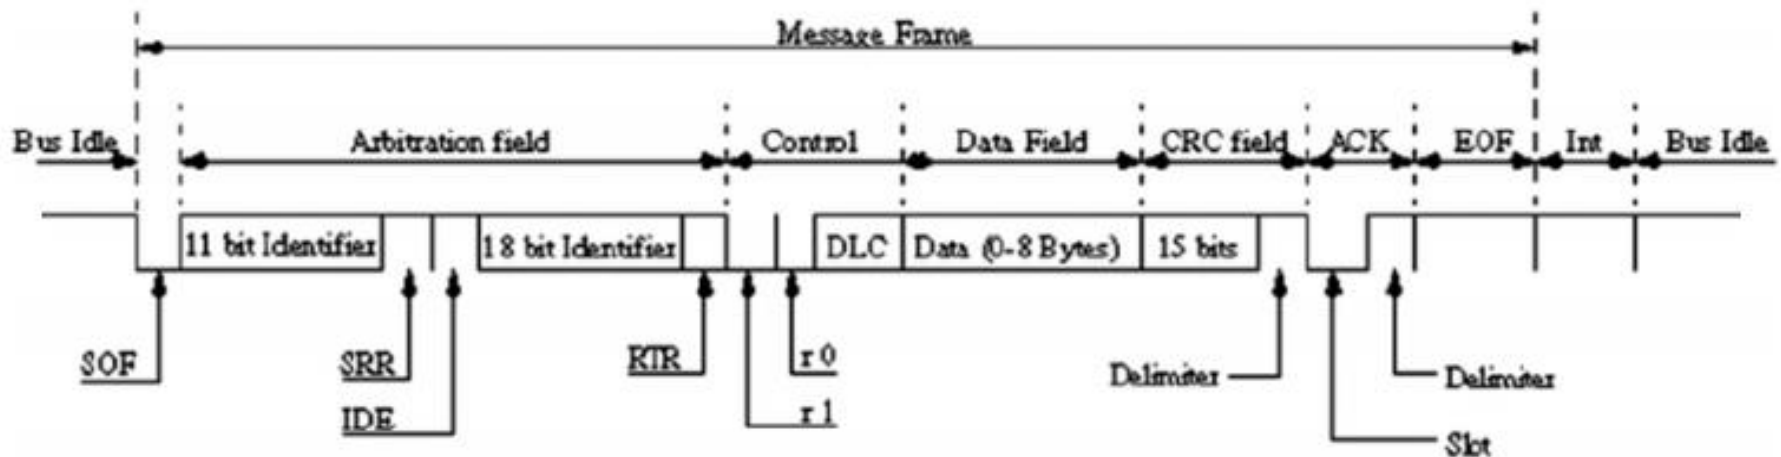 Message Frame
Bus Idle Arbitration field Control Data Field CRC field ACK EOF Int Bus Idle
11 bit Identifier 18 bit Identifier DLC Data (0-8 Bytes) 15 bits
SOF SRR RTR r 0 Delimiter Delimiter
IDE r 1
Slot